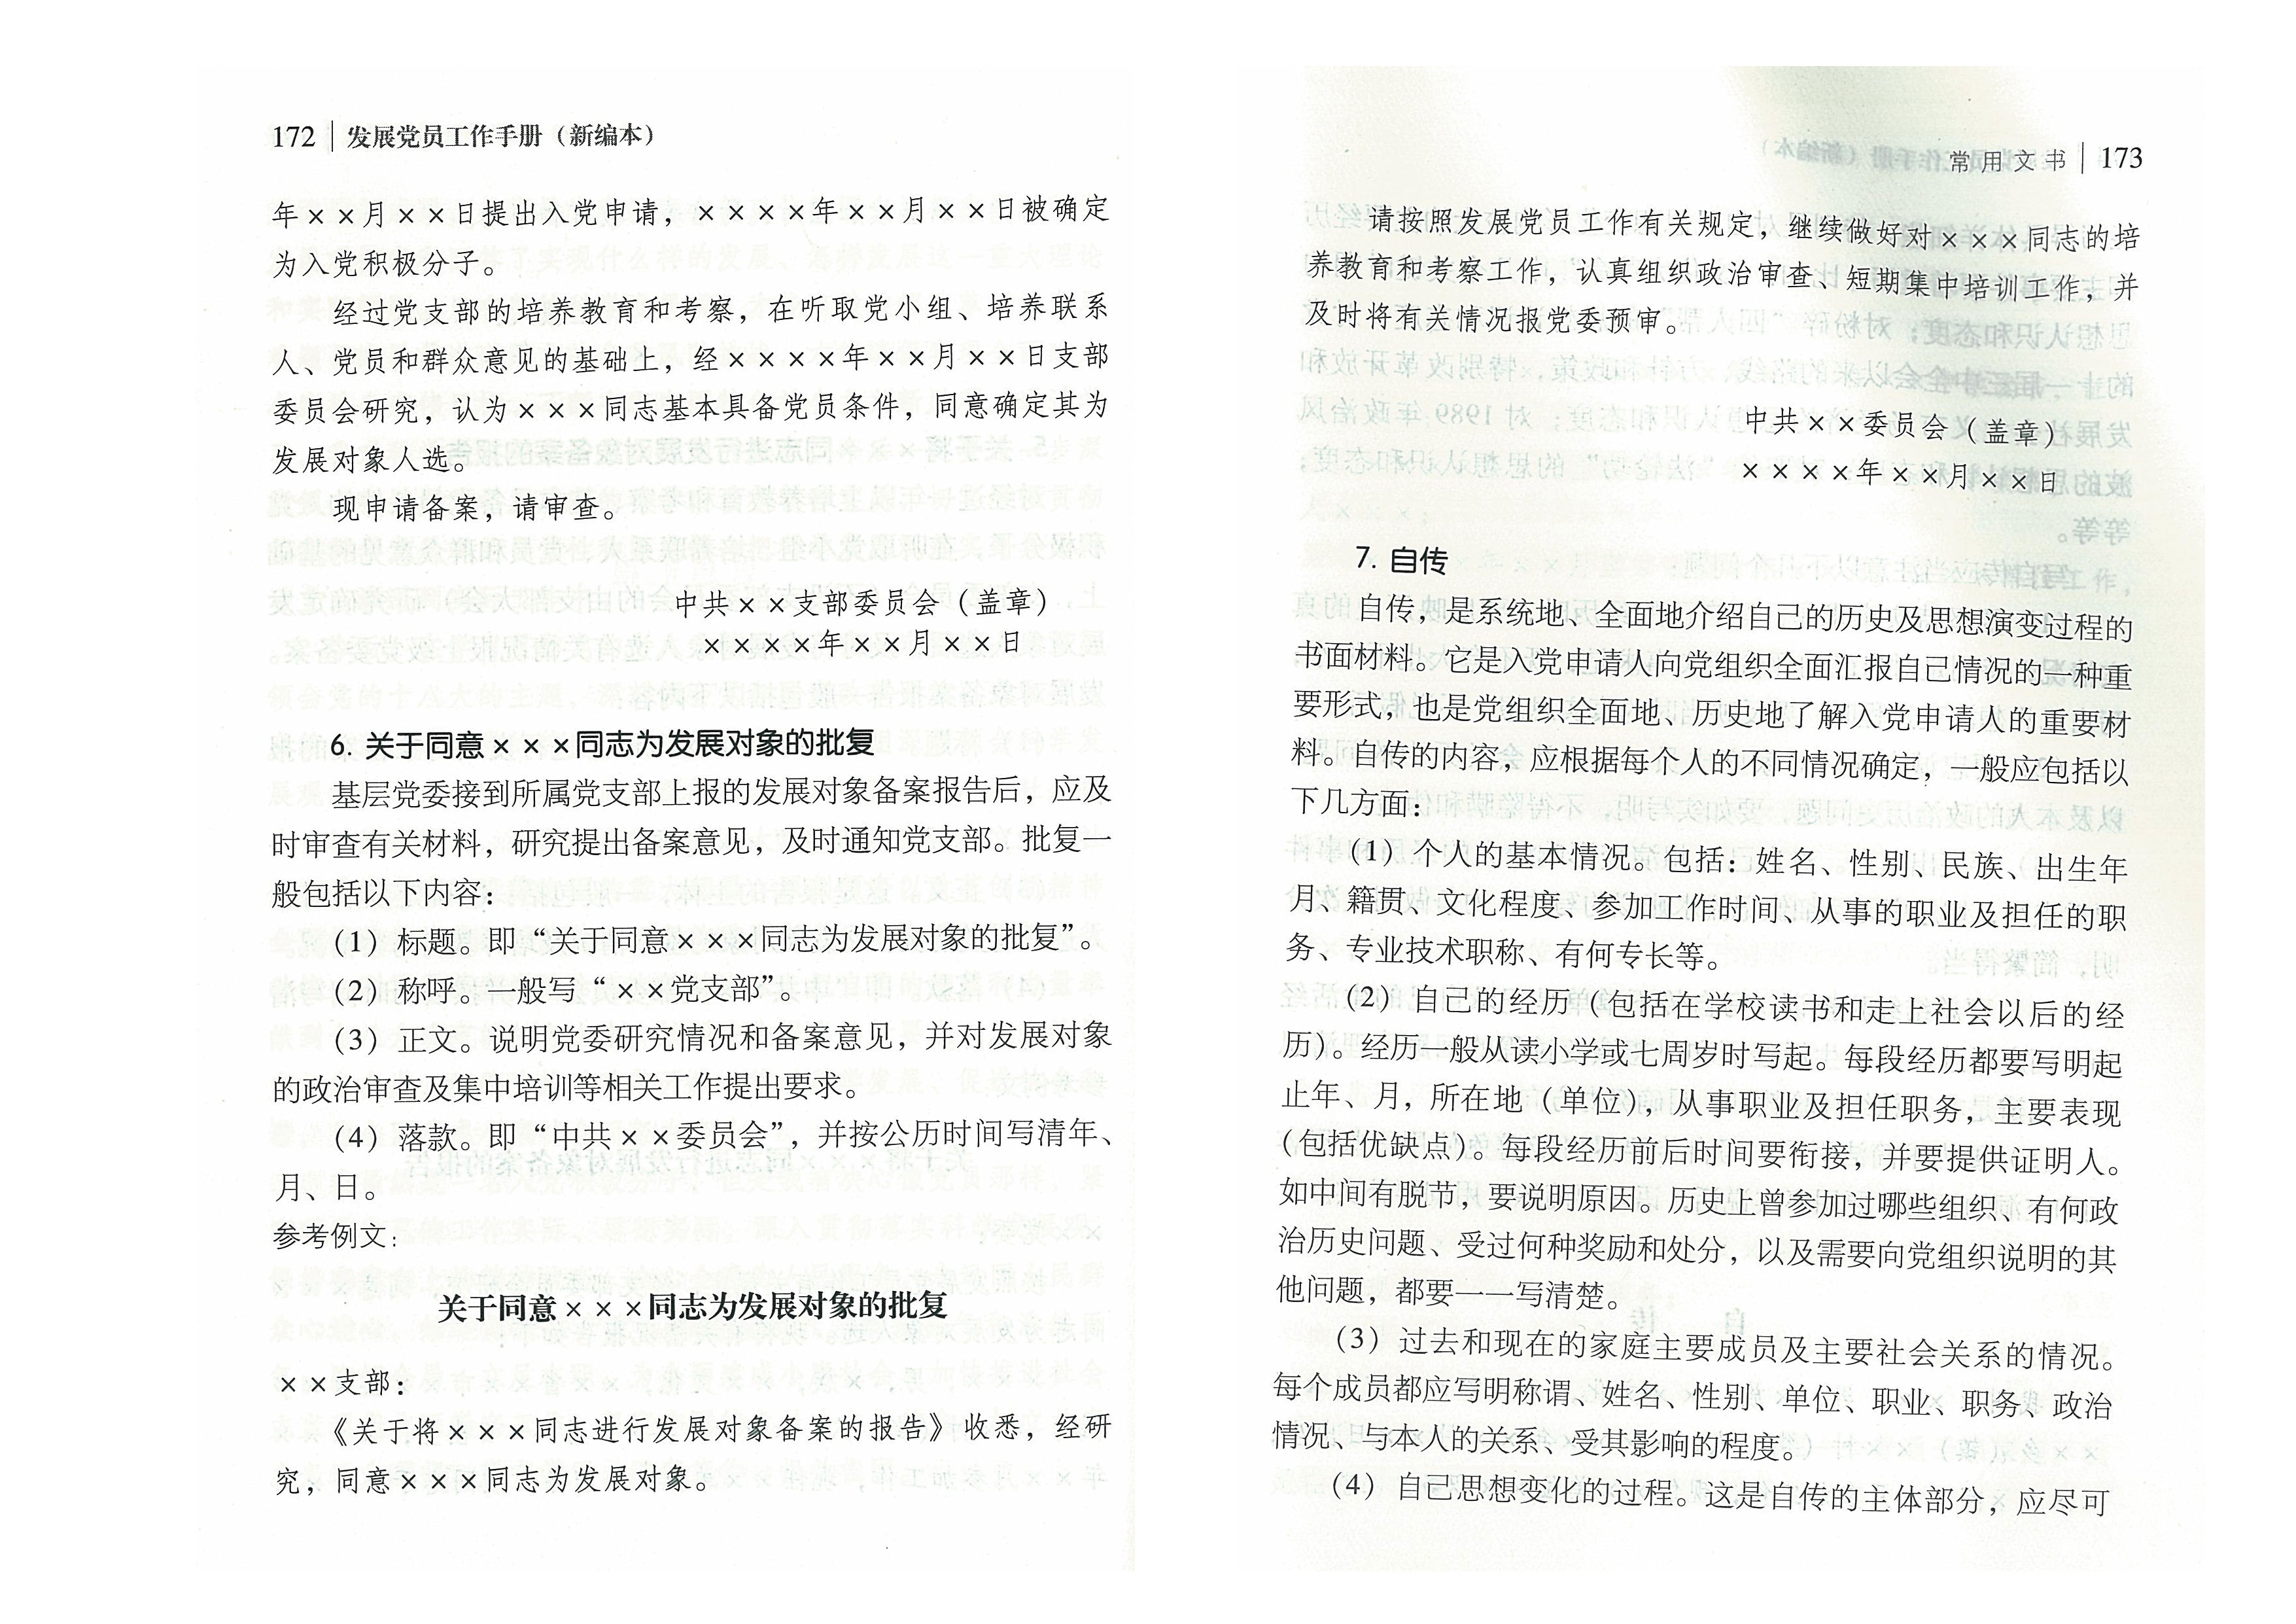 172 | 发展党员工作手册（新编本）
年××月××日提出入党申请，××××年××月××日被确定
为入党积极分子。
经过党支部的培养教育和考察，在听取党小组、培养联系
人、党员和群众意见的基础上，经××××年××月××日支部
委员会研究，认为×××同志基本具备党员条件，同意确定其为
发展对象人选。
现申请备案，请审查。
中共××支部委员会（盖章）
××××年××月××日
6. 关于同意×××同志为发展对象的批复
基层党委接到所属党支部上报的发展对象备案报告后，应及
时审查有关材料，研究提出备案意见，及时通知党支部。批复一
般包括以下内容：
（1）标题。即“关于同意×××同志为发展对象的批复”。
（2）称呼。一般写“××党支部”。
（3）正文。说明党委研究情况和备案意见，并对发展对象
的政治审查及集中培训等相关工作提出要求。
（4）落款。即“中共××委员会”，并按公历时间写清年、
月、日。
参考例文：
关于同意×××同志为发展对象的批复
××支部：
《关于将×××同志进行发展对象备案的报告》收悉，经研
究，同意×××同志为发展对象。
常用文书 | 173
请按照发展党员工作有关规定，继续做好对×××同志的培
养教育和考察工作，认真组织政治审查、短期集中培训工作，并
及时将有关情况报党委预审。
中共××委员会（盖章）
××××年××月××日
7. 自传
自传，是系统地、全面地介绍自己的历史及思想演变过程的
书面材料。它是入党申请人向党组织全面汇报自己情况的一种重
要形式，也是党组织全面地、历史地了解入党申请人的重要材
料。自传的内容，应根据每个人的不同情况确定，一般应包括以
下几方面：
（1）个人的基本情况。包括：姓名、性别、民族、出生年
月、籍贯、文化程度、参加工作时间、从事的职业及担任的职
务、专业技术职称、有何专长等。
（2）自己的经历（包括在学校读书和走上社会以后的经
历）。经历一般从读小学或七周岁时写起。每段经历都要写明起
止年、月，所在地（单位），从事职业及担任职务，主要表现
（包括优缺点）。每段经历前后时间要衔接，并要提供证明人。
如中间有脱节，要说明原因。历史上曾参加过哪些组织、有何政
治历史问题、受过何种奖励和处分，以及需要向党组织说明的其
他问题，都要一一写清楚。
（3）过去和现在的家庭主要成员及主要社会关系的情况。
每个成员都应写明称谓、姓名、性别、单位、职业、职务、政治
情况、与本人的关系、受其影响的程度。
（4）自己思想变化的过程。这是自传的主体部分，应尽可